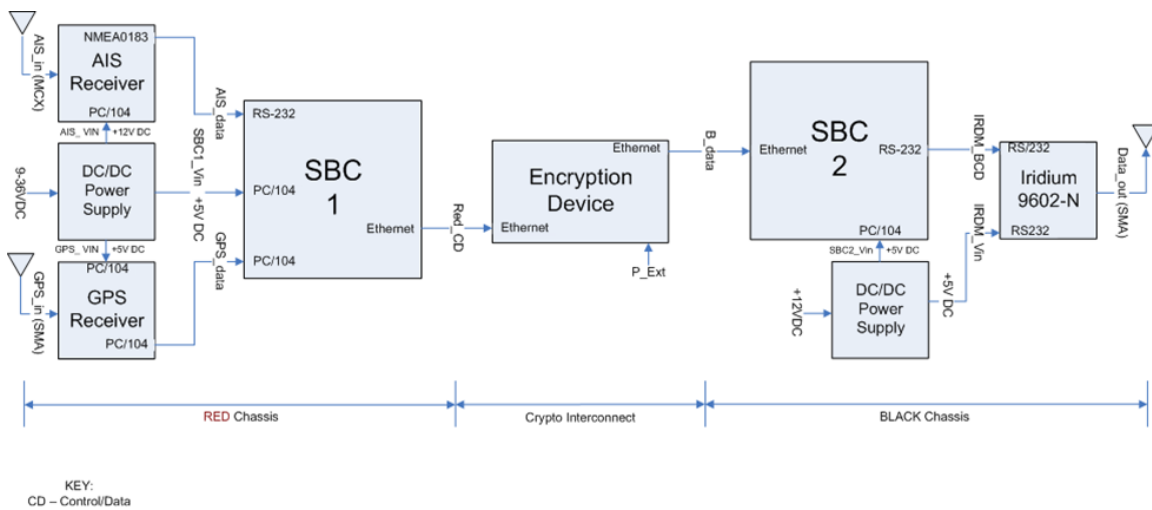 NMEA0183
AIS
Receiver
PC/104
AIS_in (MCX)
AIS_ VIN
+12V DC
9-36VDC
DC/DC
Power
Supply
GPS_ VIN
+5V DC
PC/104
GPS
Receiver
PC/104
GPS_in (SMA)
AIS_data
SBC1_Vin
+5V DC
GPS_data
RS-232
SBC
1
PC/104
Ethernet
PC/104
Red_CD
Ethernet
Encryption
Device
Ethernet
P_Ext
B_data
SBC
2
Ethernet
RS-232
PC/104
SBC2_Vin
+5V DC
+12VDC
DC/DC
Power
Supply
+5V DC
IRDM_BCD
IRDM_Vin
RS/232
Iridium
9602-N
RS232
Data_out (SMA)
RED Chassis
Crypto Interconnect
BLACK Chassis
KEY:
CD – Control/Data